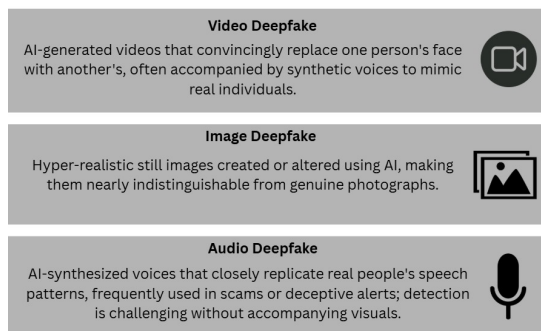 Video Deepfake
AI-generated videos that convincingly replace one person's face
with another's, often accompanied by synthetic voices to mimic
real individuals.
Image Deepfake
Hyper-realistic still images created or altered using AI, making
them nearly indistinguishable from genuine photographs.
Audio Deepfake
AI-synthesized voices that closely replicate real people's speech
patterns, frequently used in scams or deceptive alerts; detection
is challenging without accompanying visuals.